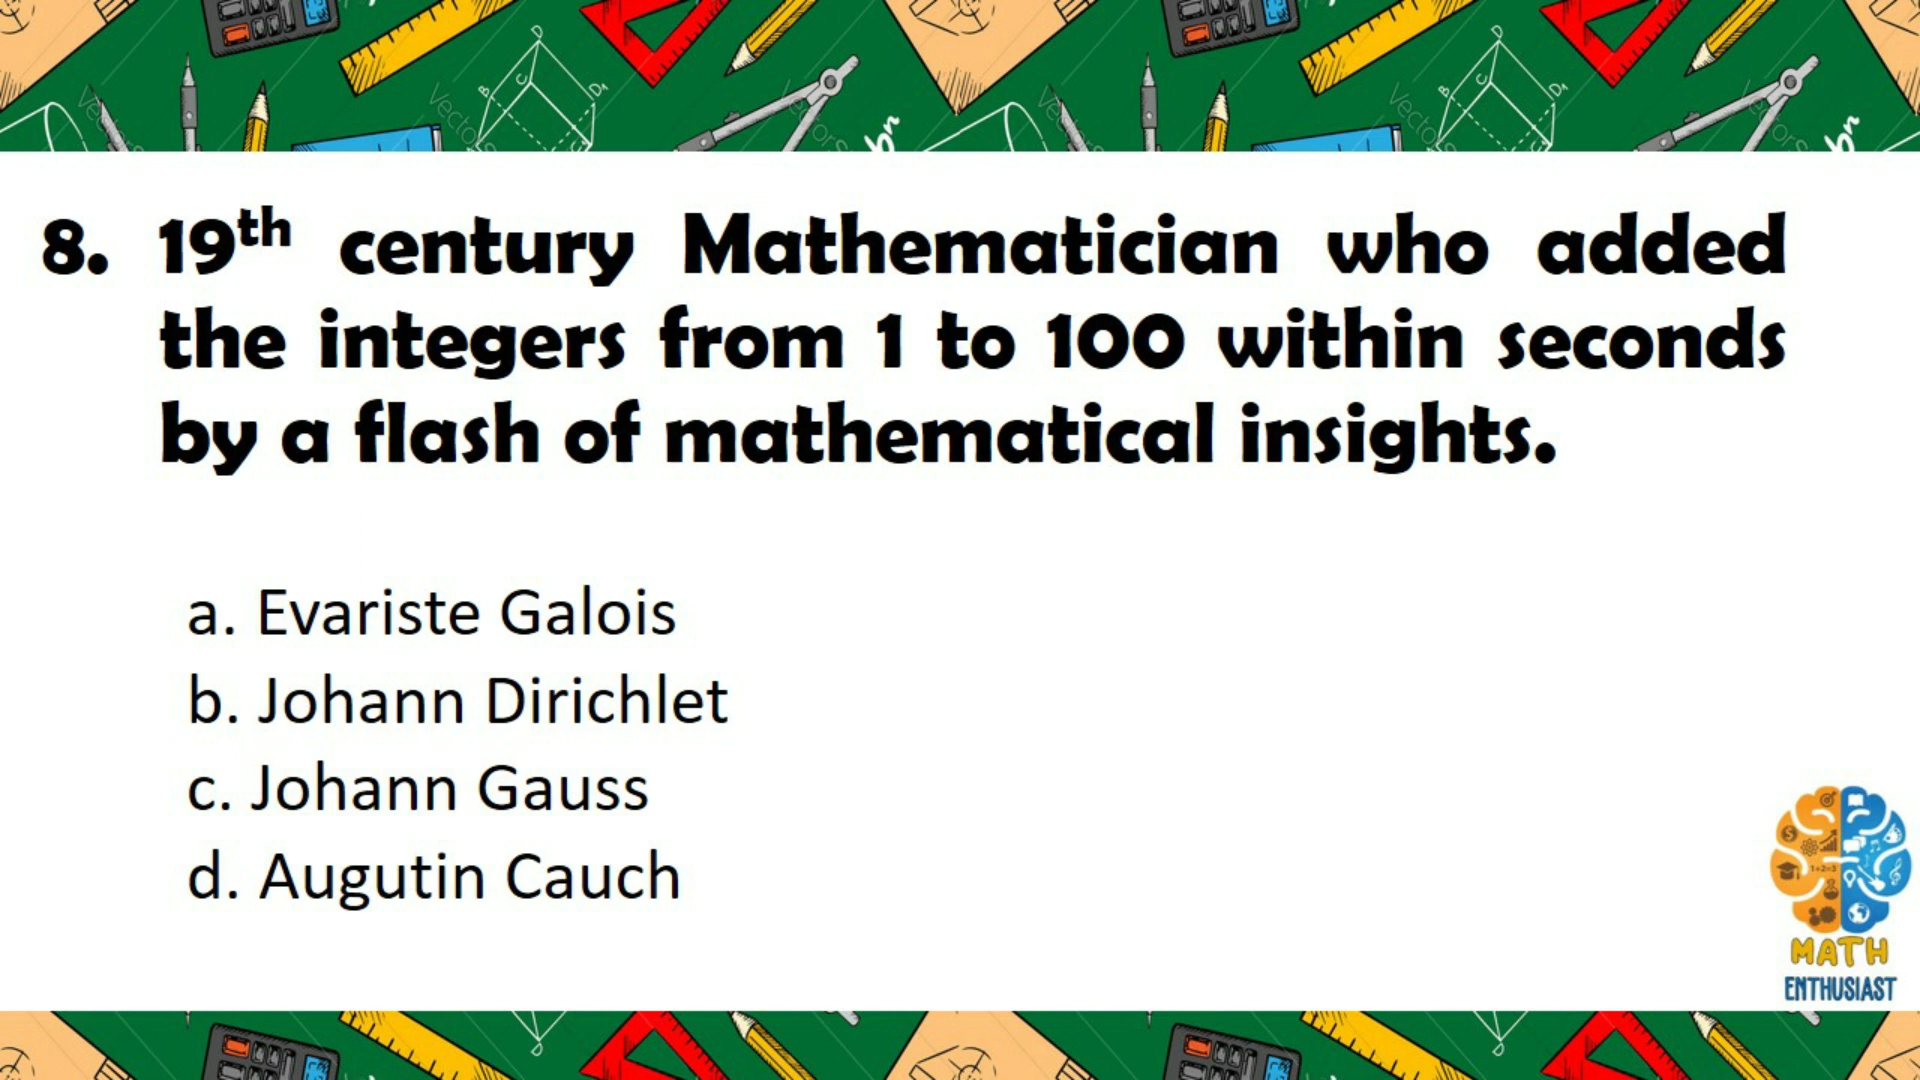 8. 19th century Mathematician who added
the integers from 1 to 100 within seconds
by a flash of mathematical insights.
a. Evariste Galois
b. Johann Dirichlet
c. Johann Gauss
d. Augutin Cauch
MATH
ENTHUSIAST